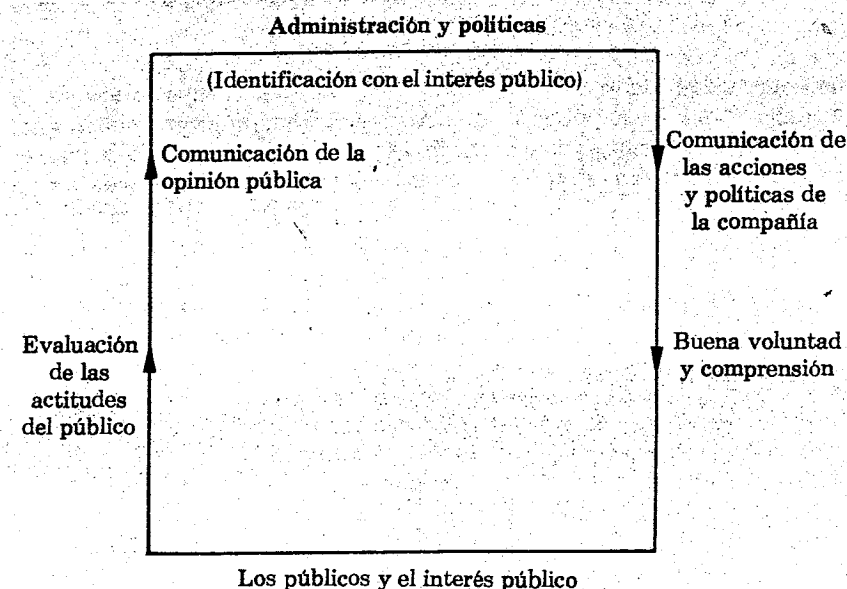 Administración y políticas
(Identificación con el interés público)
Comunicación de la
opinión pública
Comunicación de
las acciones
y políticas de
la compañía
Evaluación
de las
actitudes
del público
Buena voluntad
y comprensión
Los públicos y el interés público